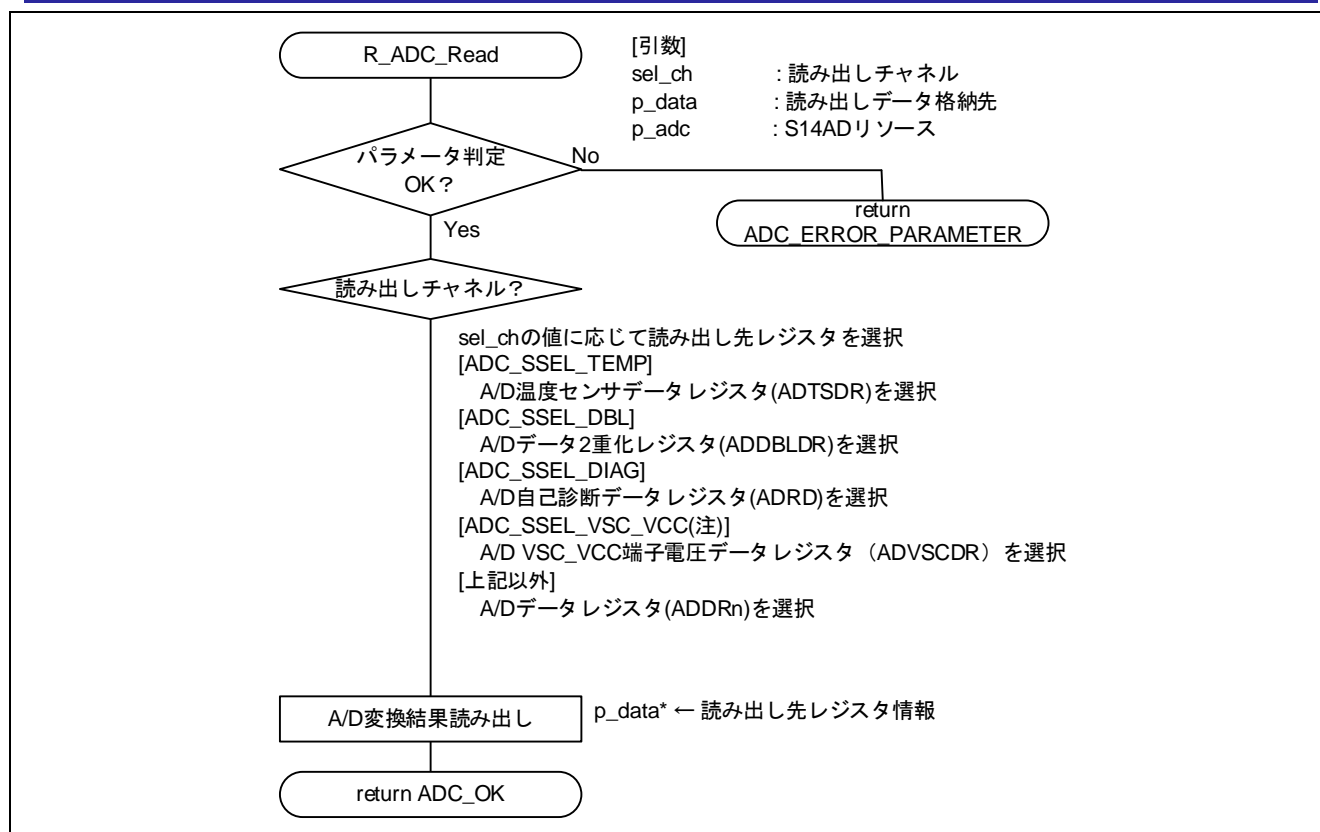 R_ADC_Read
[引数]
sel_ch : 読み出しチャネル
p_data : 読み出しデータ格納先
p_adc : S14ADリソース
パラメータ判定
OK？
No
return
ADC_ERROR_PARAMETER
Yes
読み出しチャネル？
sel_chの値に応じて読み出し先レジスタを選択
[ADC_SSEL_TEMP]
A/D温度センサデータレジスタ(ADTSDR)を選択
[ADC_SSEL_DBL]
A/Dデータ2重化レジスタ(ADDBLDR)を選択
[ADC_SSEL_DIAG]
A/D自己診断データレジスタ(ADRD)を選択
[ADC_SSEL_VSC_VCC(注)]
A/D VSC_VCC端子電圧データレジスタ（ADVSCDR）を選択
[上記以外]
A/Dデータレジスタ(ADDRn)を選択
A/D変換結果読み出し
p_data* ← 読み出し先レジスタ情報
return ADC_OK